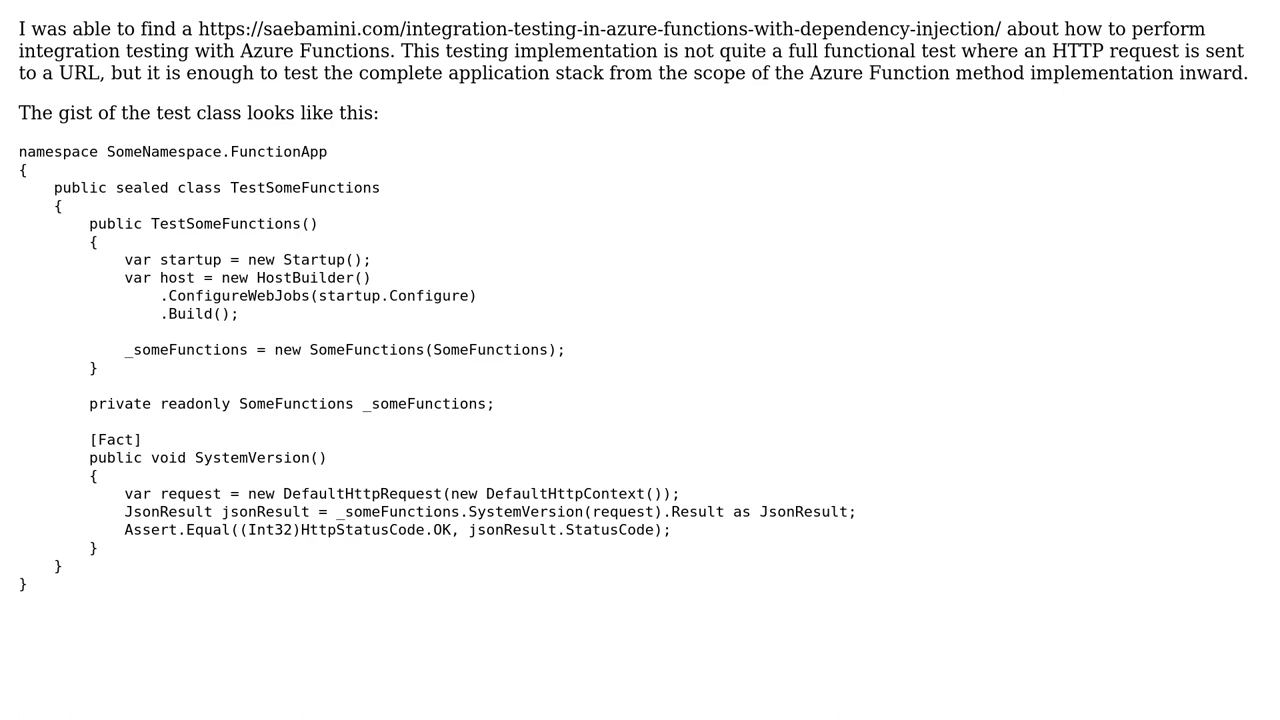 I was able to find a https://saebamini.com/integration-testing-in-azure-functions-with-dependency-injection/ about how to perform
integration testing with Azure Functions. This testing implementation is not quite a full functional test where an HTTP request is sent
to a URL, but it is enough to test the complete application stack from the scope of the Azure Function method implementation inward.

The gist of the test class looks like this:

namespace SomeNamespace.FunctionApp
{
    public sealed class TestSomeFunctions
    {
        public TestSomeFunctions()
        {
            var startup = new Startup();
            var host = new HostBuilder()
                .ConfigureWebJobs(startup.Configure)
                .Build();

            _someFunctions = new SomeFunctions(SomeFunctions);
        }

        private readonly SomeFunctions _someFunctions;

        [Fact]
        public void SystemVersion()
        {
            var request = new DefaultHttpRequest(new DefaultHttpContext());
            JsonResult jsonResult = _someFunctions.SystemVersion(request).Result as JsonResult;
            Assert.Equal((Int32)HttpStatusCode.OK, jsonResult.StatusCode);
        }
    }
}